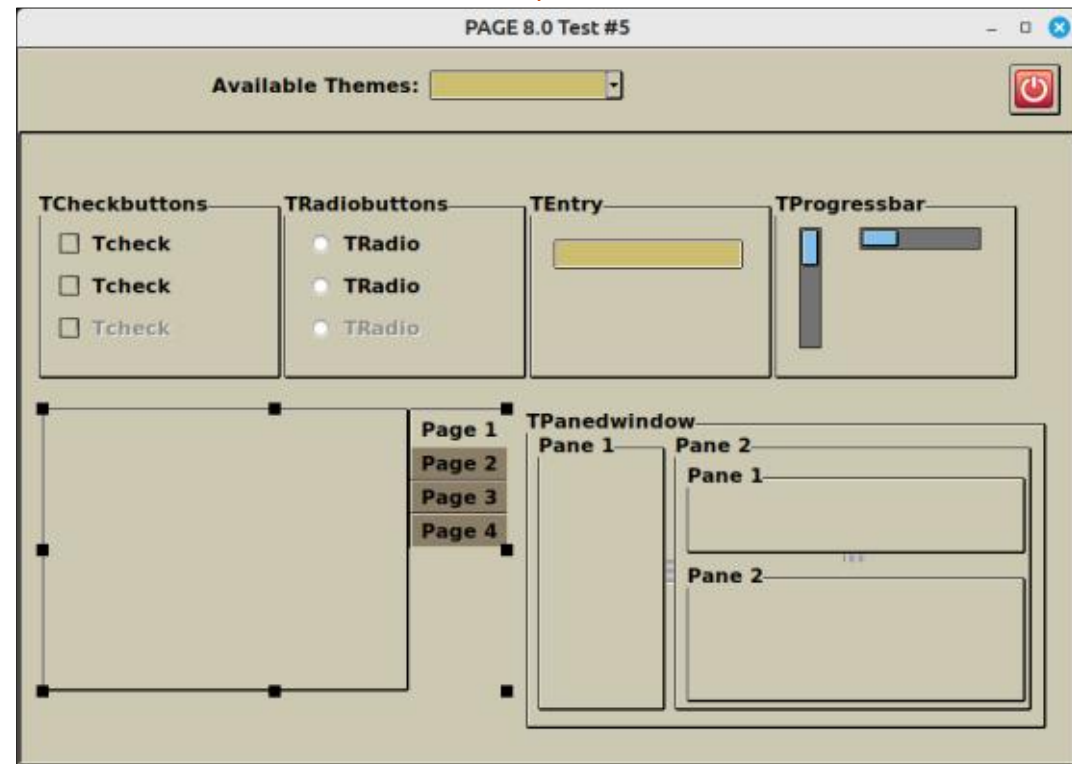 PAGE 8.0 Test #5
Available Themes:
TCheckbuttons
Tcheck
Tcheck
Tcheck
TRadiobuttons
TRadio
TRadio
TRadio
TEntry
TProgressbar
Page 1
Page 2
Page 3
Page 4
TPanedwindow
Pane 1
Pane 2
Pane 1
Pane 2